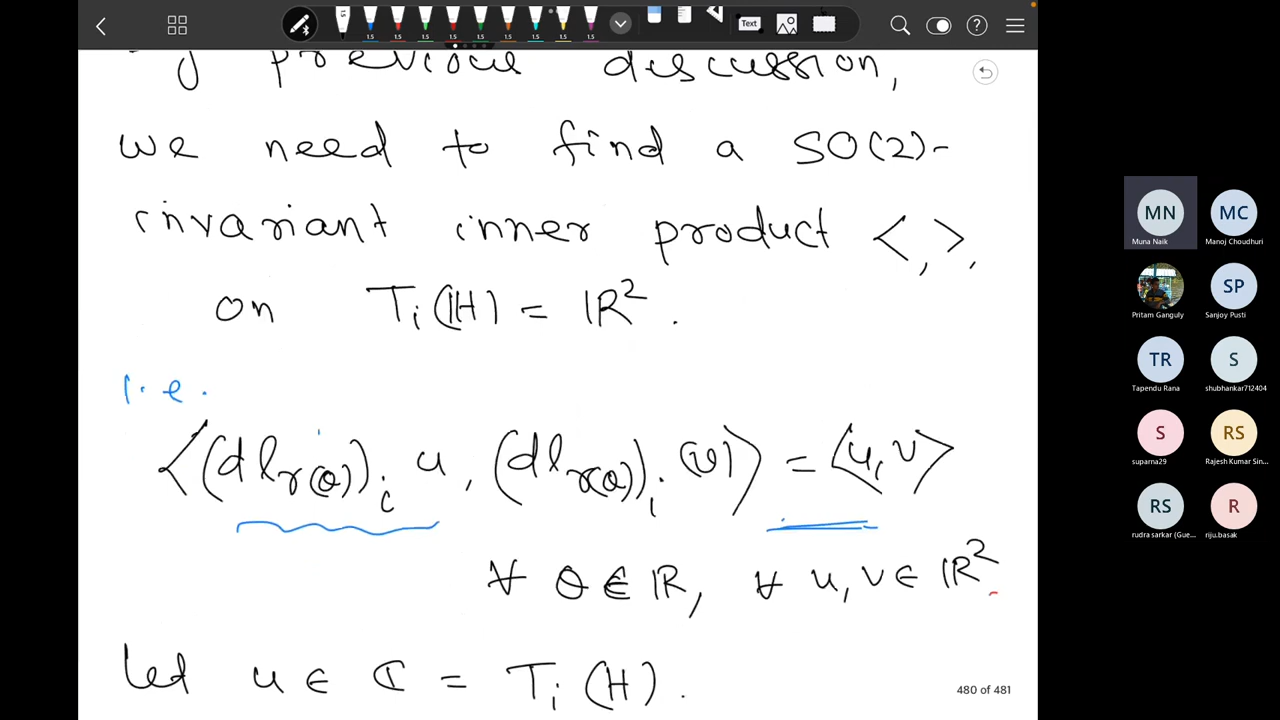 Text
previous discussion,
we need to find a SO(2)-
invariant inner product <,>,
on Tᵢ(H) = ℝ².
i.e.
⟨(dl_{r(θ)})ᵢ u, (dl_{r(θ)})ᵢ (v)⟩ = ⟨u, v⟩
∀ θ ∈ ℝ, ∀ u, v ∈ ℝ²
Let u ∈ ℂ = Tᵢ(H).
480 of 481
MN
Muna Naik
MC
Manoj Choudhuri
Pritam Ganguly
SP
Sanjoy Pusti
TR
Tapendu Rana
S
shubhankar712404
S
suparna29
RS
Rajesh Kumar Sin...
RS
rudra sarkar (Gue...
R
riju.basak